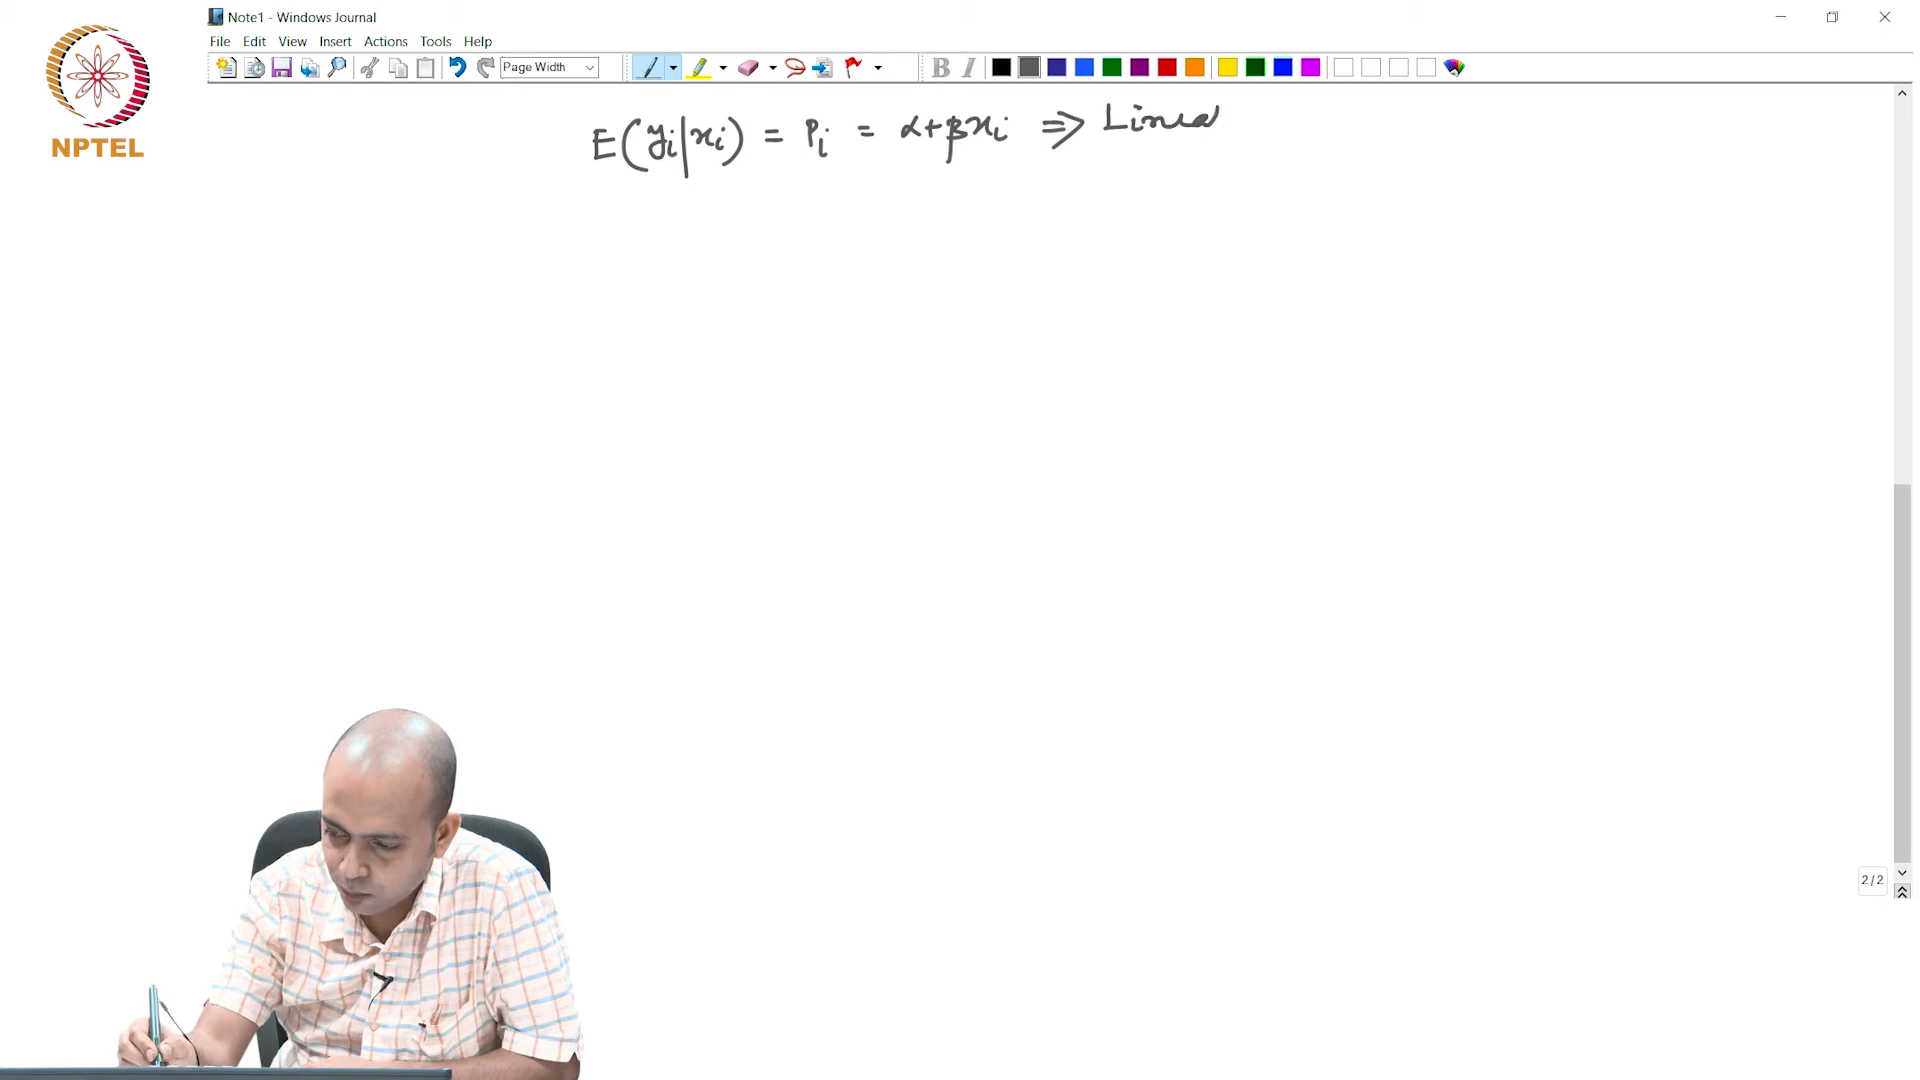 Note1 - Windows Journal
File Edit View Insert Actions Tools Help
Page Width
B I
NPTEL
E(yi|xi) = Pi = α+βxi => Linea
2 / 2